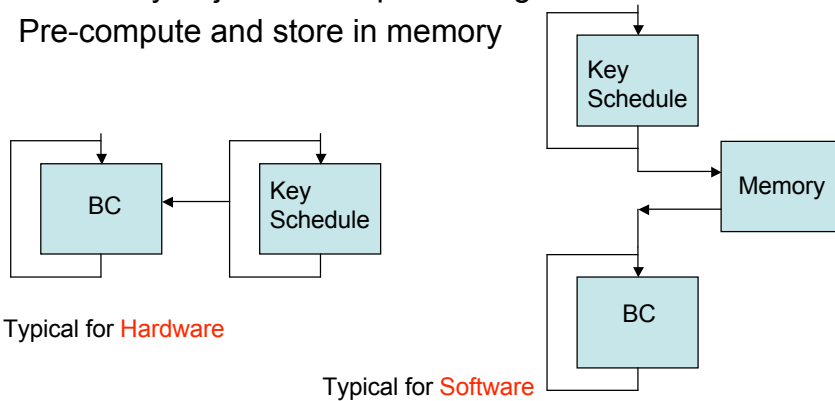 Pre-compute and store in memory
Key
Schedule
Memory
BC
Key
Schedule
BC
Typical for Hardware
Typical for Software